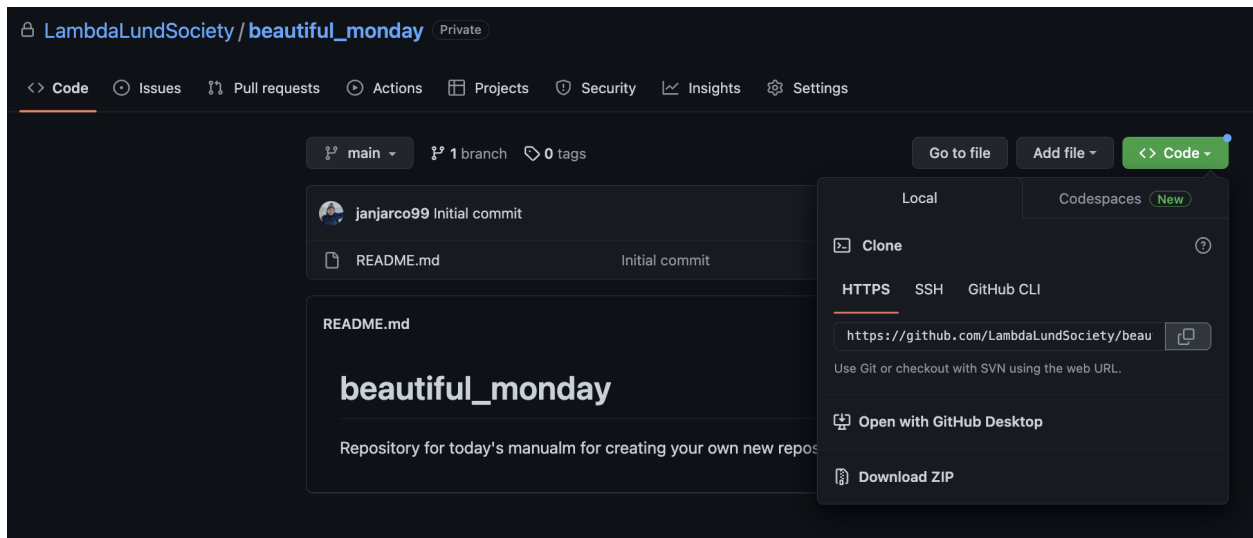 LambdaLundSociety / beautiful_monday Private
<> Code Issues Pull requests Actions Projects Security Insights Settings
main 1 branch 0 tags Go to file Add file <> Code
janjarco99 Initial commit
README.md Initial commit
README.md
beautiful_monday
Repository for today's manualm for creating your own new repos
Local Codespaces New
Clone
HTTPS SSH GitHub CLI
https://github.com/LambdaLundSociety/beau
Use Git or checkout with SVN using the web URL.
Open with GitHub Desktop
Download ZIP